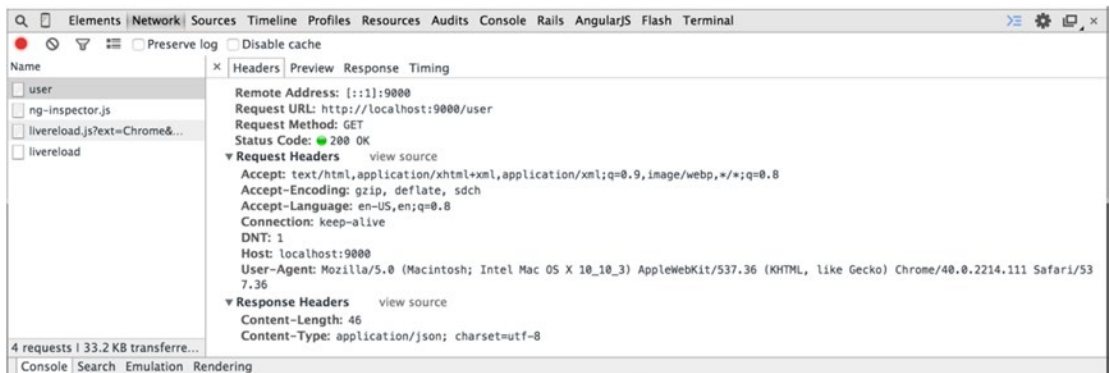 Elements Network Sources Timeline Profiles Resources Audits Console Rails AngularJS Flash Terminal
Preserve log Disable cache
Name
× Headers Preview Response Timing
user
ng-inspector.js
livereload.js?ext=Chrome&...
livereload
Remote Address: [::1]:9000
Request URL: http://localhost:9000/user
Request Method: GET
Status Code: 200 OK
▼ Request Headers view source
Accept: text/html,application/xhtml+xml,application/xml;q=0.9,image/webp,*/*;q=0.8
Accept-Encoding: gzip, deflate, sdch
Accept-Language: en-US,en;q=0.8
Connection: keep-alive
DNT: 1
Host: localhost:9000
User-Agent: Mozilla/5.0 (Macintosh; Intel Mac OS X 10_10_3) AppleWebKit/537.36 (KHTML, like Gecko) Chrome/40.0.2214.111 Safari/53
7.36
▼ Response Headers view source
Content-Length: 46
Content-Type: application/json; charset=utf-8
4 requests | 33.2 KB transferre...
Console Search Emulation Rendering